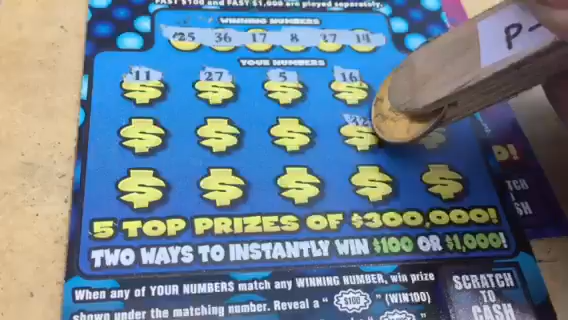 FAST $100 and FAST $1,000 are played separately.
WINNING NUMBERS
25 36 17 8 37 14
YOUR NUMBERS
11 27 5 16
5 TOP PRIZES OF $300,000!
TWO WAYS TO INSTANTLY WIN $100 OR $1,000!
When any of YOUR NUMBERS match any WINNING NUMBER, win prize
shown under the matching number. Reveal a " $100 " (WIN100)
SCRATCH
TO
CASH
P-